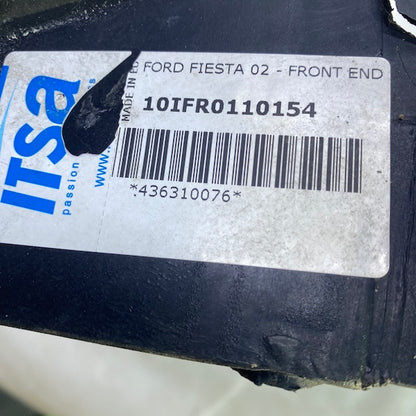 FORD FIESTA 02 - FRONT END
10IFR0110154
*436310076*
MADE IN
ITSA
passion
www.